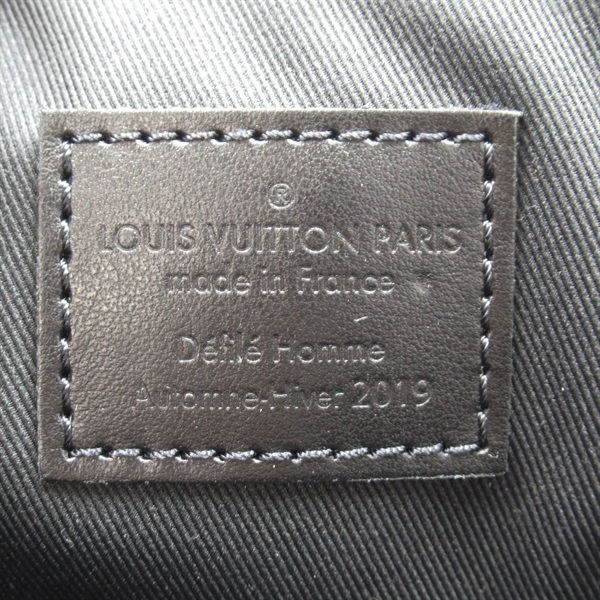 ®
LOUIS VUITTON PARIS
made in France
Défilé Homme
Automne-Hiver 2019